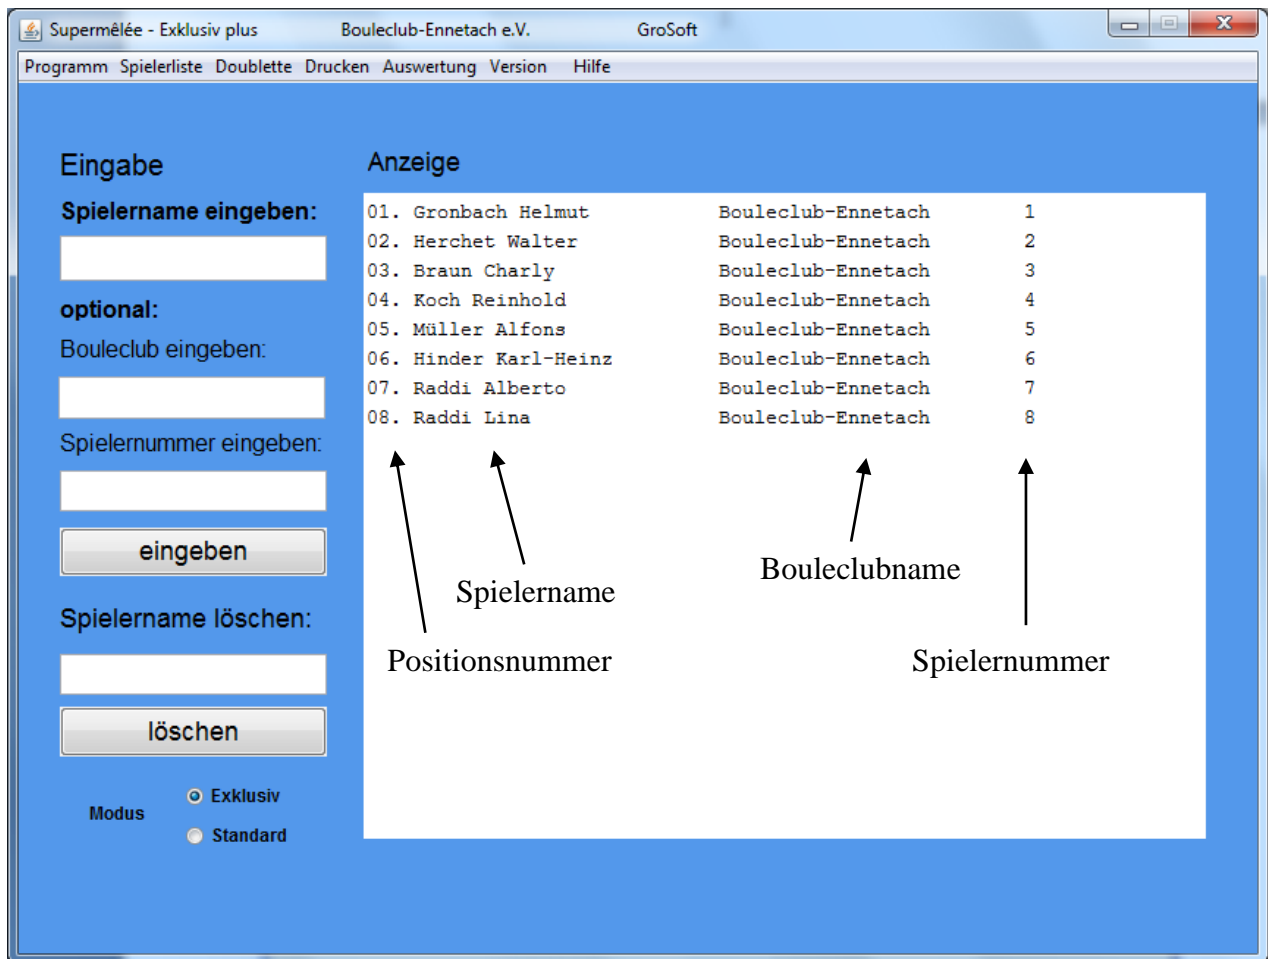 Supermêlée - Exklusiv plus Bouleclub-Ennetach e.V. GroSoft
Programm Spielerliste Doublette Drucken Auswertung Version Hilfe
Eingabe
Spielername eingeben:
optional:
Bouleclub eingeben:
Spielernummer eingeben:
eingeben
Spielername löschen:
löschen
Modus
Exklusiv
Standard
Anzeige
01. Gronbach Helmut Bouleclub-Ennetach 1
02. Herchet Walter Bouleclub-Ennetach 2
03. Braun Charly Bouleclub-Ennetach 3
04. Koch Reinhold Bouleclub-Ennetach 4
05. Müller Alfons Bouleclub-Ennetach 5
06. Hinder Karl-Heinz Bouleclub-Ennetach 6
07. Raddi Alberto Bouleclub-Ennetach 7
08. Raddi Lina Bouleclub-Ennetach 8
Bouleclubname
Spielername
Positionsnummer
Spielernummer